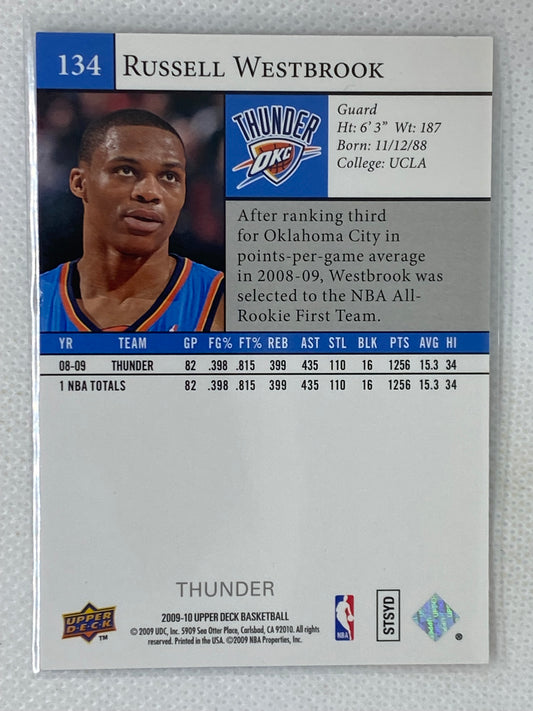 134 RUSSELL WESTBROOK
THUNDER
OKC
Guard
Ht: 6' 3" Wt: 187
Born: 11/12/88
College: UCLA
After ranking third
for Oklahoma City in
points-per-game average
in 2008-09, Westbrook was
selected to the NBA All-
Rookie First Team.
YR TEAM GP FG% FT% REB AST STL BLK PTS AVG HI
08-09 THUNDER 82 .398 .815 399 435 110 16 1256 15.3 34
1 NBA TOTALS 82 .398 .815 399 435 110 16 1256 15.3 34
THUNDER
UPPER
DECK
™
2009-10 UPPER DECK BASKETBALL
© 2009 UDC, Inc. 5909 Sea Otter Place, Carlsbad, CA 92010. All rights
reserved. Printed in the USA. ©2009 NBA Properties, Inc.
NBA
STSYD
®